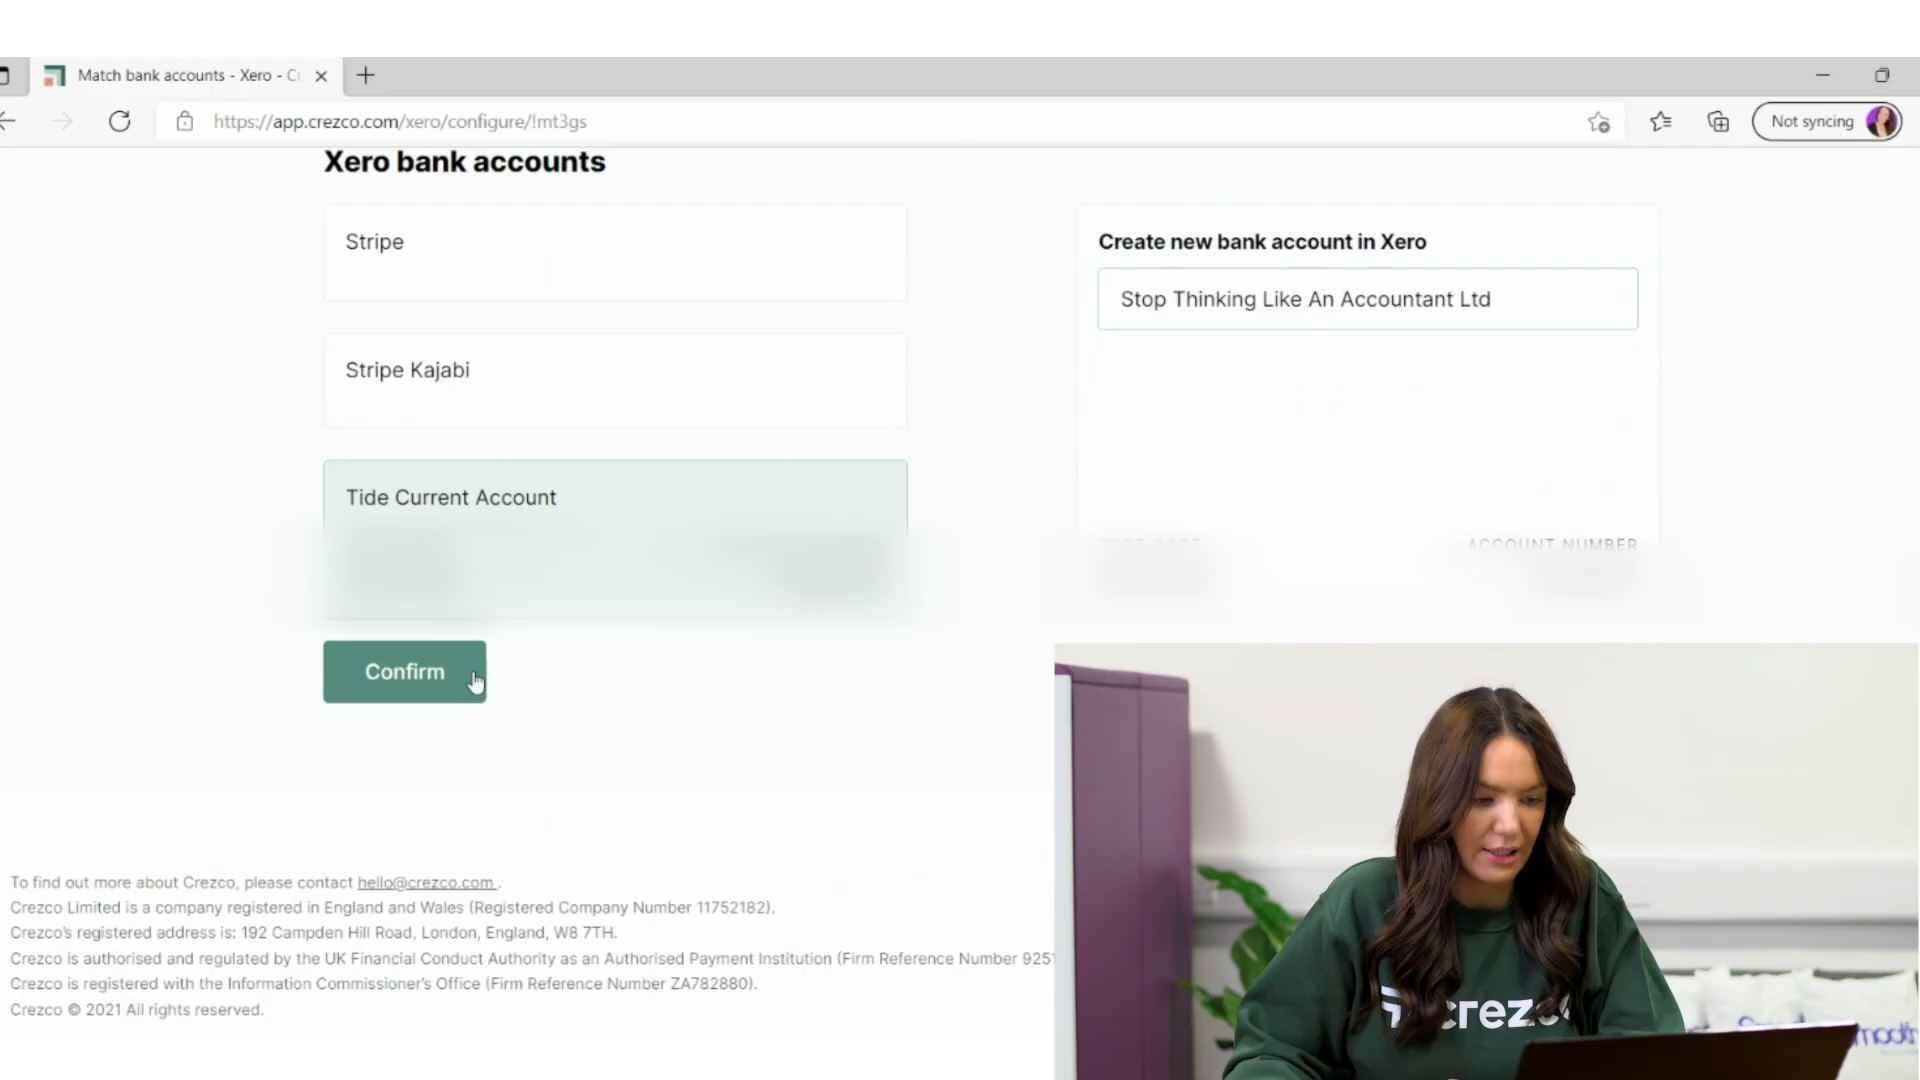 Match bank accounts - Xero - Cr
https://app.crezco.com/xero/configure/!mt3gs
Not syncing
Xero bank accounts
Stripe
Create new bank account in Xero
Stop Thinking Like An Accountant Ltd
Stripe Kajabi
Tide Current Account
ACCOUNT NUMBER
Confirm
To find out more about Crezco, please contact hello@crezco.com .
Crezco Limited is a company registered in England and Wales (Registered Company Number 11752182).
Crezco's registered address is: 192 Campden Hill Road, London, England, W8 7TH.
Crezco is authorised and regulated by the UK Financial Conduct Authority as an Authorised Payment Institution (Firm Reference Number 925
Crezco is registered with the Information Commissioner's Office (Firm Reference Number ZA782880).
Crezco © 2021 All rights reserved.
crezco